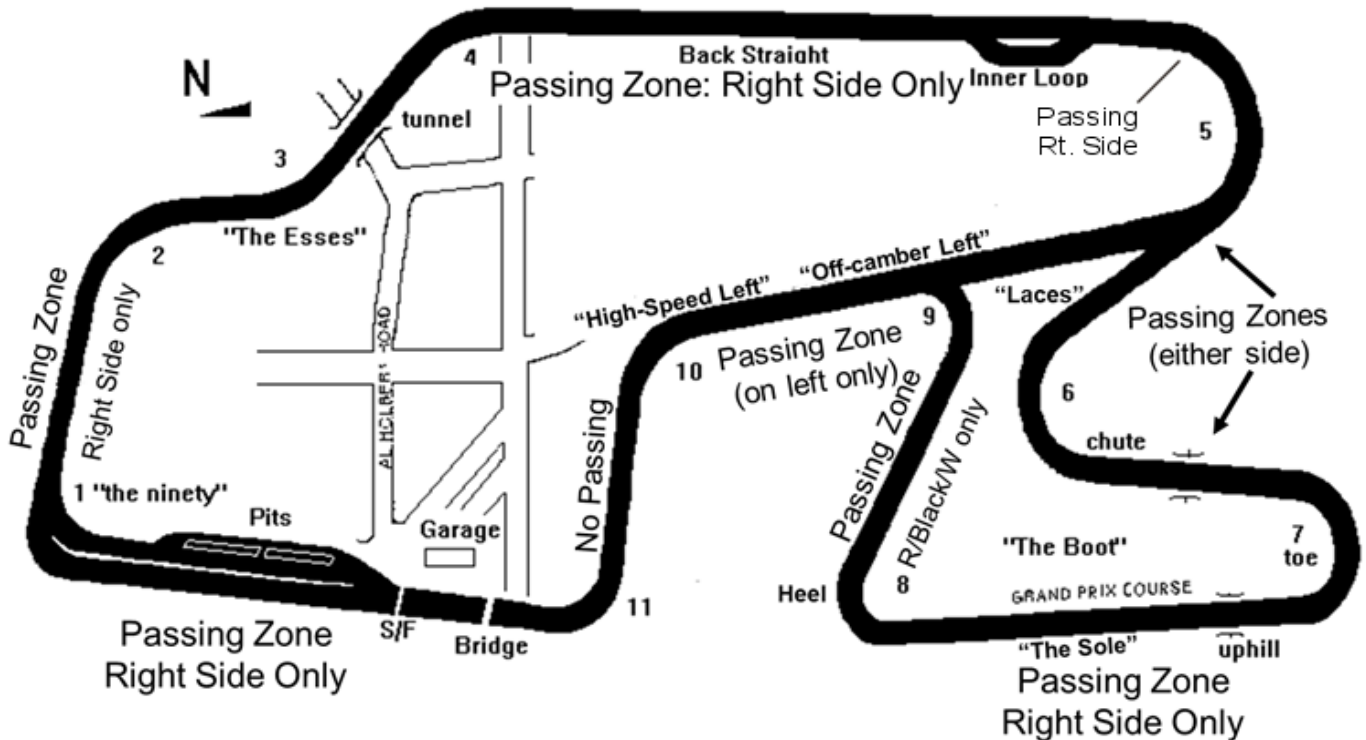 N
4
Back Straight
Passing Zone: Right Side Only
Inner Loop
Passing
Rt. Side
5
tunnel
3
"The Esses"
2
Passing Zone
Right Side only
1 "the ninety"
Pits
Garage
S/F
Bridge
Passing Zone
Right Side Only
11
No Passing
10
“High-Speed Left”
“Off-camber Left”
Passing Zone
(on left only)
9
“Laces”
Passing Zones
(either side)
6
chute
Passing Zone
R/Black/W only
"The Boot"
7
toe
Heel
8
GRAND PRIX COURSE
“The Sole”
uphill
Passing Zone
Right Side Only